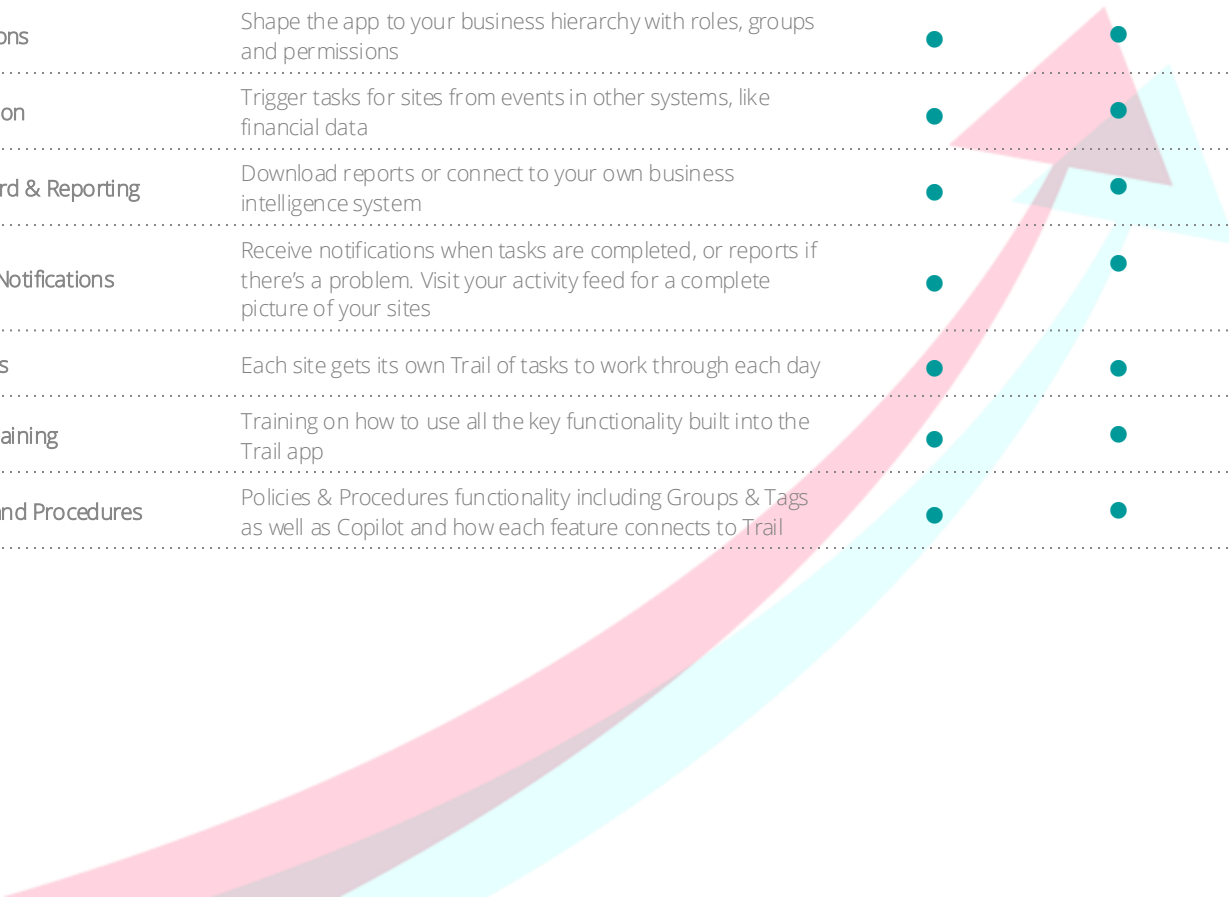 ons
Shape the app to your business hierarchy with roles, groups
and permissions
on
Trigger tasks for sites from events in other systems, like
financial data
rd & Reporting
Download reports or connect to your own business
intelligence system
Notifications
Receive notifications when tasks are completed, or reports if
there's a problem. Visit your activity feed for a complete
picture of your sites
s
Each site gets its own Trail of tasks to work through each day
aining
Training on how to use all the key functionality built into the
Trail app
and Procedures
Policies & Procedures functionality including Groups & Tags
as well as Copilot and how each feature connects to Trail